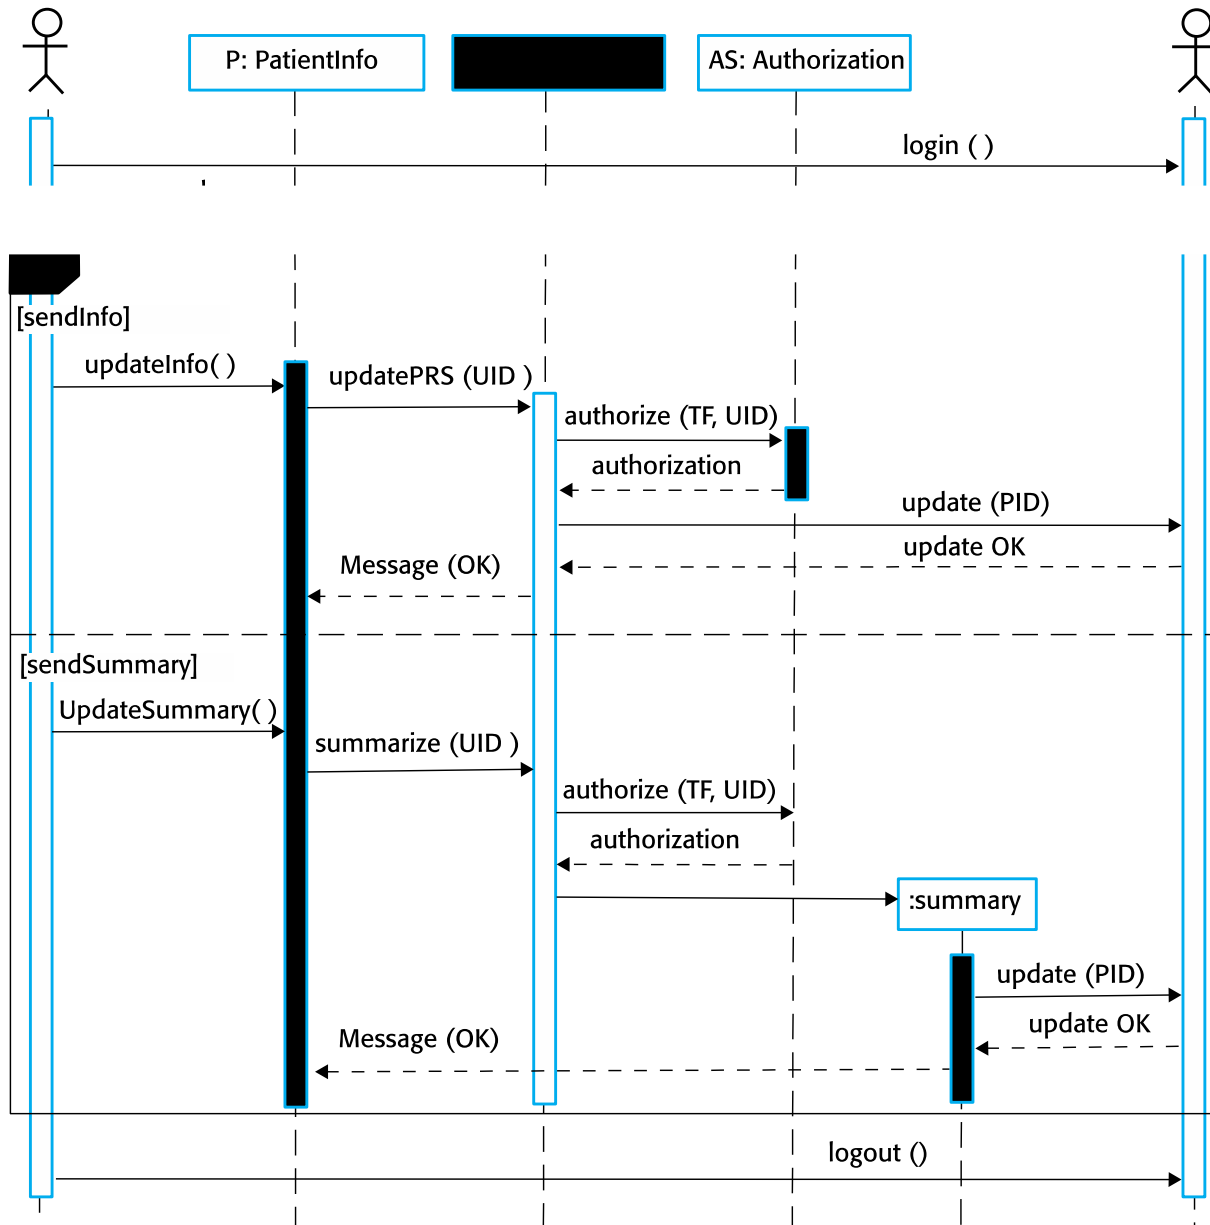 P: PatientInfo
AS: Authorization
login ( )
[sendInfo]
updateInfo( )
updatePRS (UID )
authorize (TF, UID)
authorization
update (PID)
update OK
Message (OK)
[sendSummary]
UpdateSummary( )
summarize (UID )
authorize (TF, UID)
authorization
:summary
update (PID)
update OK
Message (OK)
logout ()